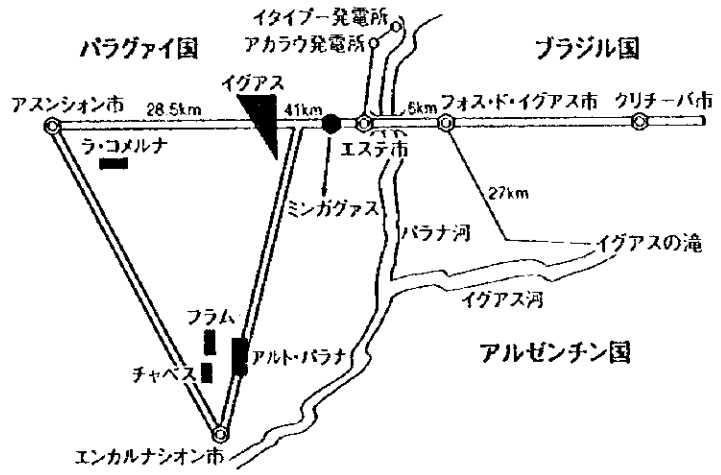 イタイプー発電所
アカラウ発電所
パラグァイ国
ブラジル国
イグアス
アスンシオン市
28.5km
41km
5km
フォス・ド・イグアス市
クリチーバ市
ラ・コメルナ
エステ市
ミンガグァス
27km
パラナ河
イグアスの滝
イグアス河
フラム
アルト・パラナ
チャベス
アルゼンチン国
エンカルナシオン市